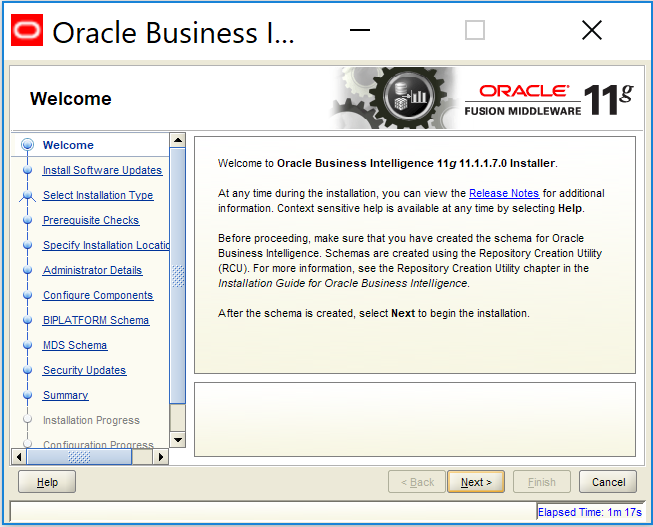 Oracle Business I...
Welcome
ORACLE
FUSION MIDDLEWARE 11g
Welcome
Install Software Updates
Select Installation Type
Prerequisite Checks
Specify Installation Locatio
Administrator Details
Configure Components
BIPLATFORM Schema
MDS Schema
Security Updates
Summary
Installation Progress
Configuration Progress
Welcome to Oracle Business Intelligence 11g 11.1.1.7.0 Installer.
At any time during the installation, you can view the Release Notes for additional
information. Context sensitive help is available at any time by selecting Help.
Before proceeding, make sure that you have created the schema for Oracle
Business Intelligence. Schemas are created using the Repository Creation Utility
(RCU). For more information, see the Repository Creation Utility chapter in the
Installation Guide for Oracle Business Intelligence.
After the schema is created, select Next to begin the installation.
Help
< Back
Next >
Finish
Cancel
Elapsed Time: 1m 17s